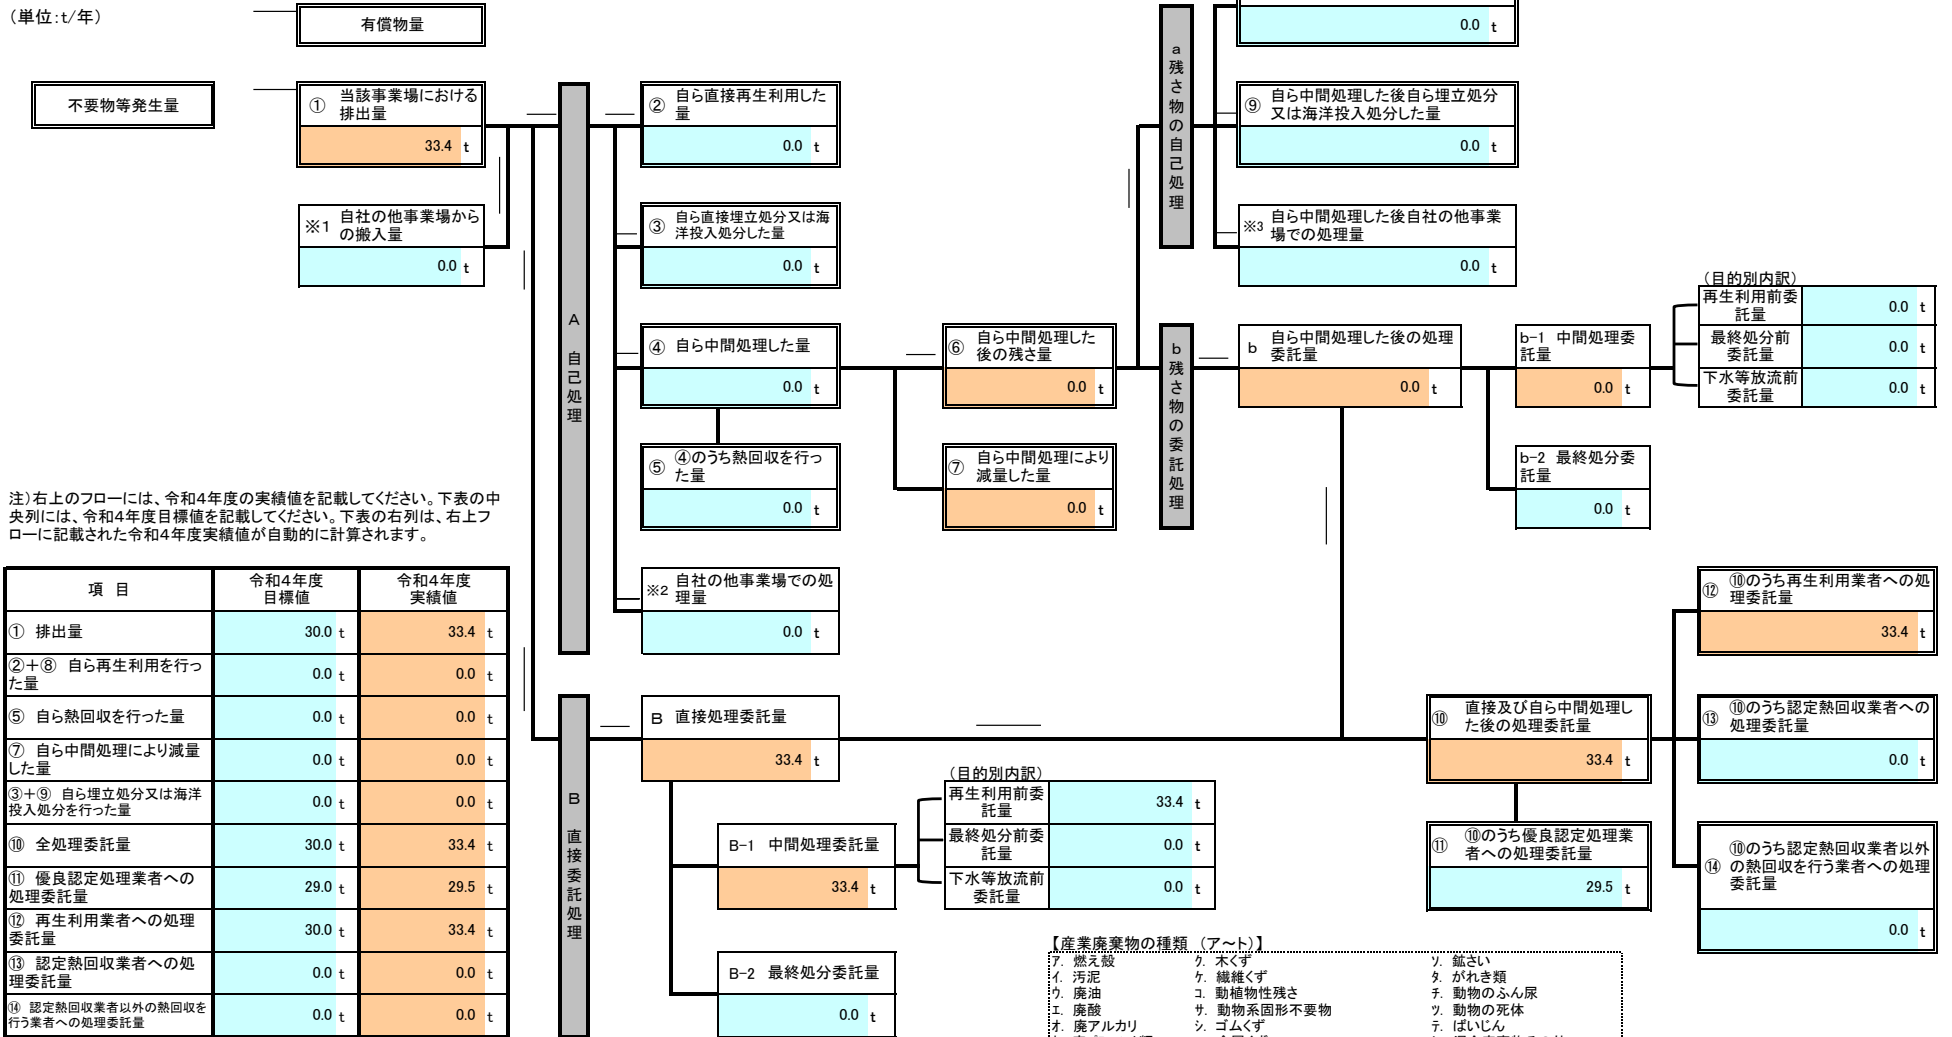 （単位：t/年）
有償物量
0.0 t
不要物等発生量
① 当該事業場における
排出量
33.4 t
※1 自社の他事業場から
の搬入量
0.0 t
A 自己処理
② 自ら直接再生利用した
量
0.0 t
③ 自ら直接埋立処分又は海
洋投入処分した量
0.0 t
④ 自ら中間処理した量
0.0 t
⑤ ④のうち熱回収を行っ
た量
0.0 t
※2 自社の他事業場での処
理量
0.0 t
⑥ 自ら中間処理した
後の残さ量
0.0 t
⑦ 自ら中間処理により
減量した量
0.0 t
a 残さ物の自己処理
⑨ 自ら中間処理した後自ら埋立処分
又は海洋投入処分した量
0.0 t
※3 自ら中間処理した後自社の他事業
場での処理量
0.0 t
b 残さ物の委託処理
b 自ら中間処理した後の処理
委託量
0.0 t
b-1 中間処理委
託量
0.0 t
b-2 最終処分委
託量
0.0 t
（目的別内訳）
再生利用前委
託量
0.0 t
最終処分前
委託量
0.0 t
下水等放流前
委託量
0.0 t
注）右上のフローには、令和4年度の実績値を記載してください。下表の中
央列には、令和4年度目標値を記載してください。下表の右列は、右上フ
ローに記載された令和4年度実績値が自動的に計算されます。
項 目 令和4年度 令和4年度
目標値 実績値
① 排出量 30.0 t 33.4 t
②+⑧ 自ら再生利用を行っ
た量 0.0 t 0.0 t
⑤ 自ら熱回収を行った量 0.0 t 0.0 t
⑦ 自ら中間処理により減量
した量 0.0 t 0.0 t
③+⑨ 自ら埋立処分又は海洋
投入処分を行った量 0.0 t 0.0 t
⑩ 全処理委託量 30.0 t 33.4 t
⑪ 優良認定処理業者への
処理委託量 29.0 t 29.5 t
⑫ 再生利用業者への処理
委託量 30.0 t 33.4 t
⑬ 認定熱回収業者への処
理委託量 0.0 t 0.0 t
⑭ 認定熱回収業者以外の熱回収を
行う業者への処理委託量 0.0 t 0.0 t
B 直接委託処理
B 直接処理委託量
33.4 t
B-1 中間処理委託量
33.4 t
B-2 最終処分委託量
0.0 t
（目的別内訳）
再生利用前委
託量
33.4 t
最終処分前委
託量
0.0 t
下水等放流前
委託量
0.0 t
⑩ 直接及び自ら中間処理し
た後の処理委託量
33.4 t
⑪ ⑩のうち優良認定処理業
者への処理委託量
29.5 t
⑫ ⑩のうち再生利用業者への処
理委託量
33.4 t
⑬ ⑩のうち認定熱回収業者への
処理委託量
0.0 t
⑭ ⑩のうち認定熱回収業者以外
の熱回収を行う業者への処理
委託量
0.0 t
【産業廃棄物の種類 （ア～ト）】
ア. 燃え殻 ク. 木くず ソ. 鉱さい
イ. 汚泥 ケ. 繊維くず タ. がれき類
ウ. 廃油 コ. 動植物性残さ チ. 動物のふん尿
エ. 廃酸 サ. 動物系固形不要物 ツ. 動物の死体
オ. 廃アルカリ シ. ゴムくず テ. ばいじん